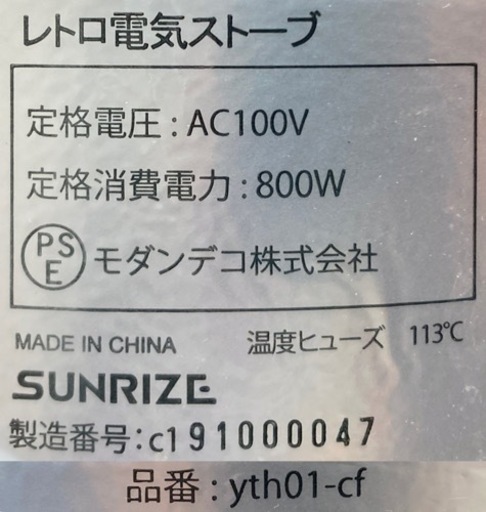 レトロ電気ストーブ
定格電圧:AC100V
定格消費電力:800W
PSE モダンデコ株式会社
MADE IN CHINA 温度ヒューズ 113℃
SUNRIZE
製造番号:c191000047
品番:yth01-cf